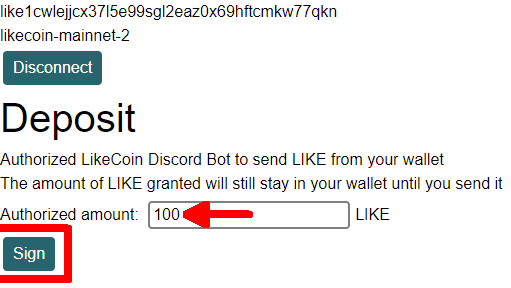 like1cwlejjcx37l5e99sgl2eaz0x69hftcmkw77qkn
likecoin-mainnet-2
Disconnect
Deposit
Authorized LikeCoin Discord Bot to send LIKE from your wallet
The amount of LIKE granted will still stay in your wallet until you send it
Authorized amount: 100 LIKE
Sign